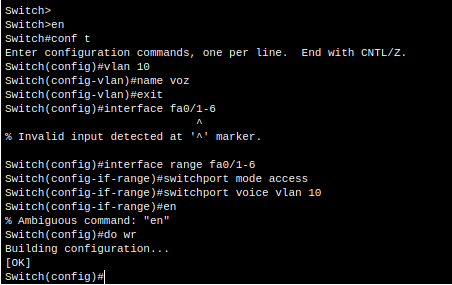 Switch>
Switch>en
Switch#conf t
Enter configuration commands, one per line.  End with CNTL/Z.
Switch(config)#vlan 10
Switch(config-vlan)#name voz
Switch(config-vlan)#exit
Switch(config)#interface fa0/1-6
                               ^
% Invalid input detected at '^' marker.

Switch(config)#interface range fa0/1-6
Switch(config-if-range)#switchport mode access
Switch(config-if-range)#switchport voice vlan 10
Switch(config-if-range)#en
% Ambiguous command: "en"
Switch(config)#do wr
Building configuration...
[OK]
Switch(config)#